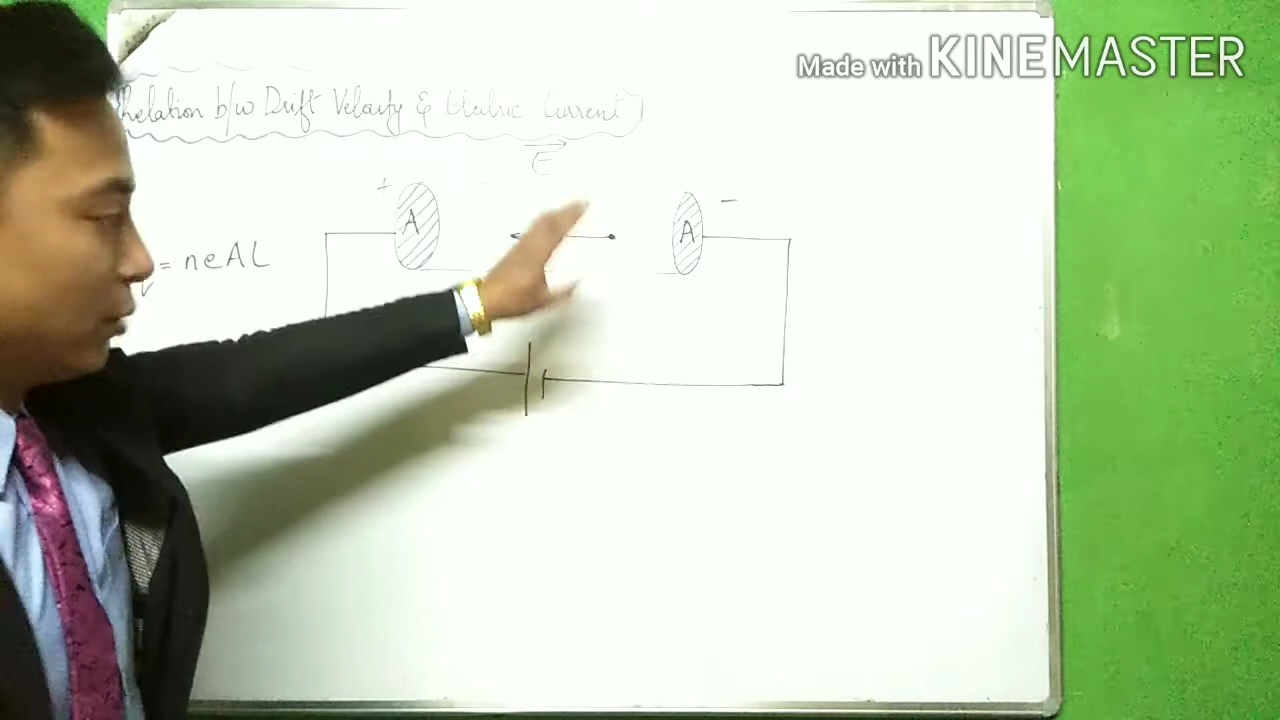 Made with KINEMASTER
Relation b/w Drift Velocity & Electric Current
E
+
A
A
-
= neAL